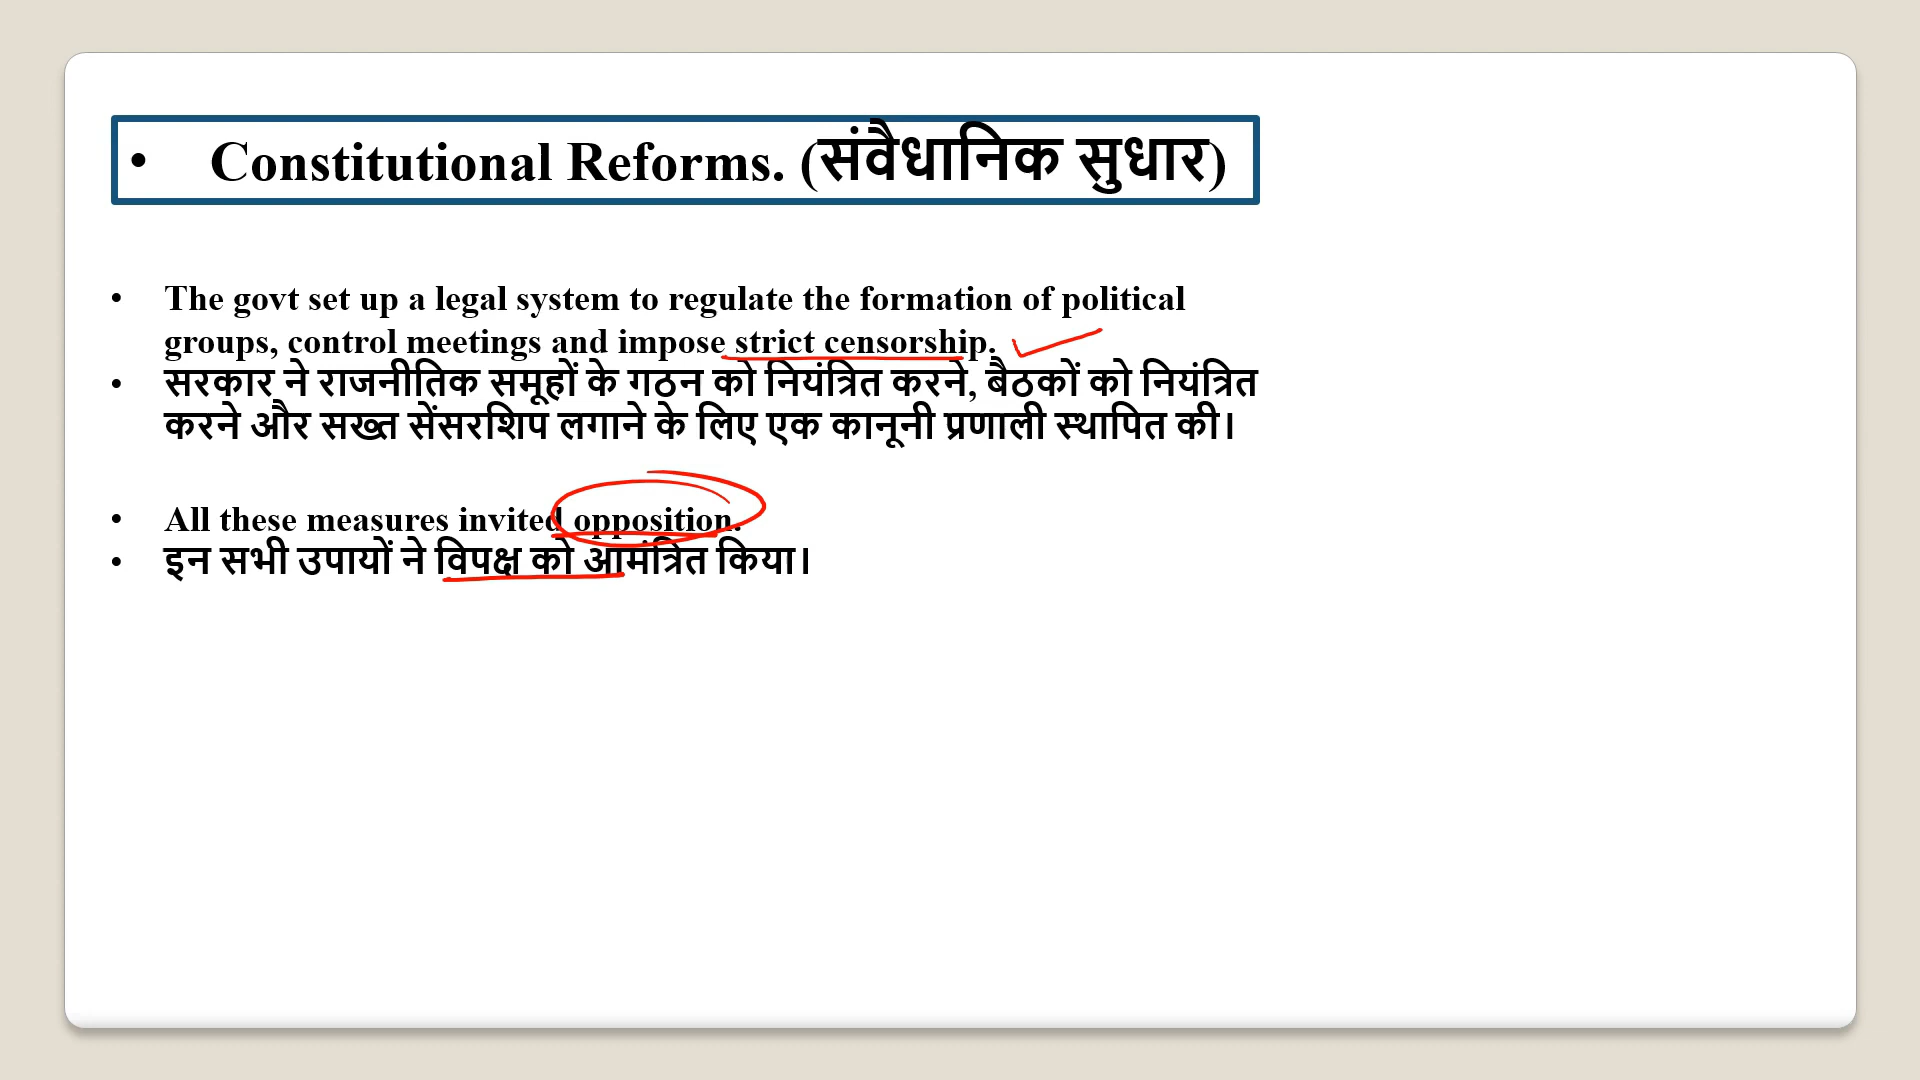 • Constitutional Reforms. (संवैधानिक सुधार)
• The govt set up a legal system to regulate the formation of political
groups, control meetings and impose strict censorship.
• सरकार ने राजनीतिक समूहों के गठन को नियंत्रित करने, बैठकों को नियंत्रित
करने और सख्त सेंसरशिप लगाने के लिए एक कानूनी प्रणाली स्थापित की।
• All these measures invited opposition.
• इन सभी उपायों ने विपक्ष को आमंत्रित किया।